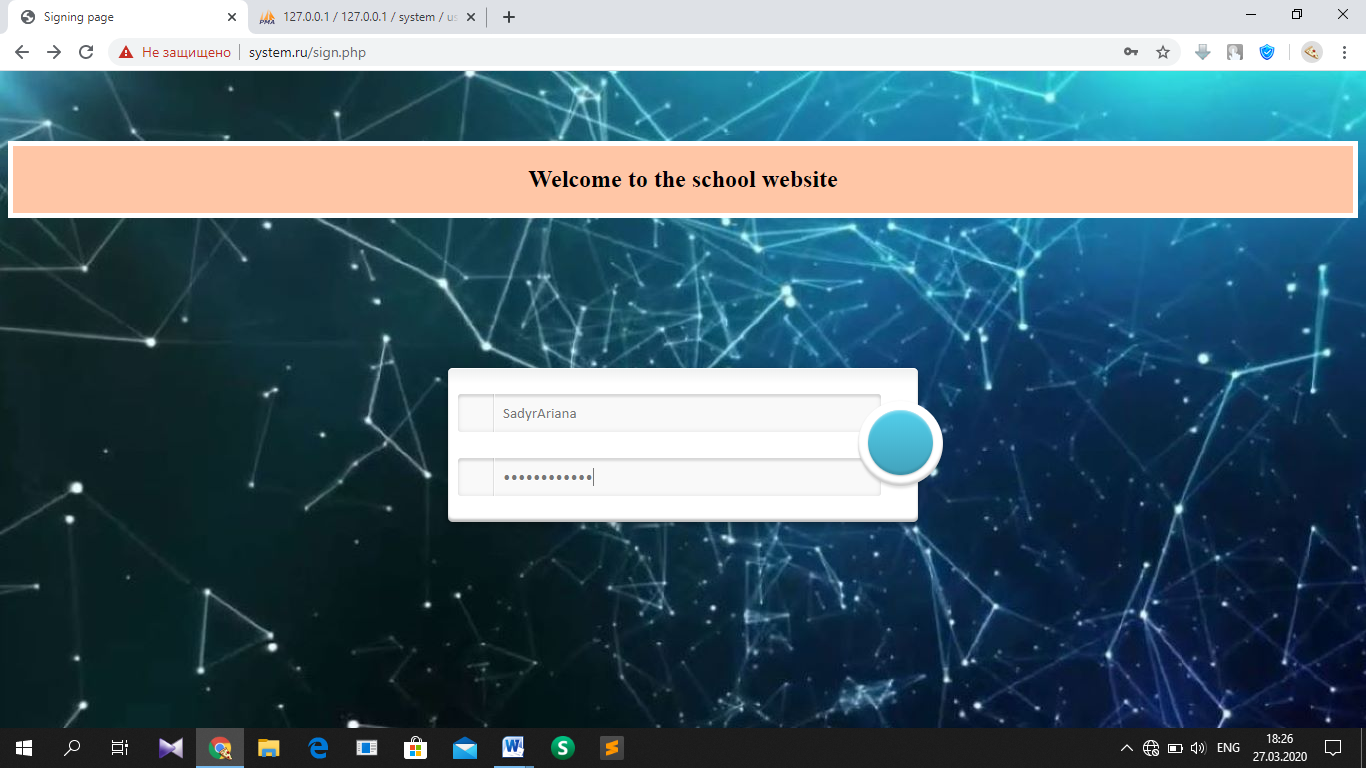 Signing page
127.0.0.1 / 127.0.0.1 / system / us
Не защищено
system.ru/sign.php
Welcome to the school website
SadyrAriana
••••••••••••
ENG
18:26
27.03.2020